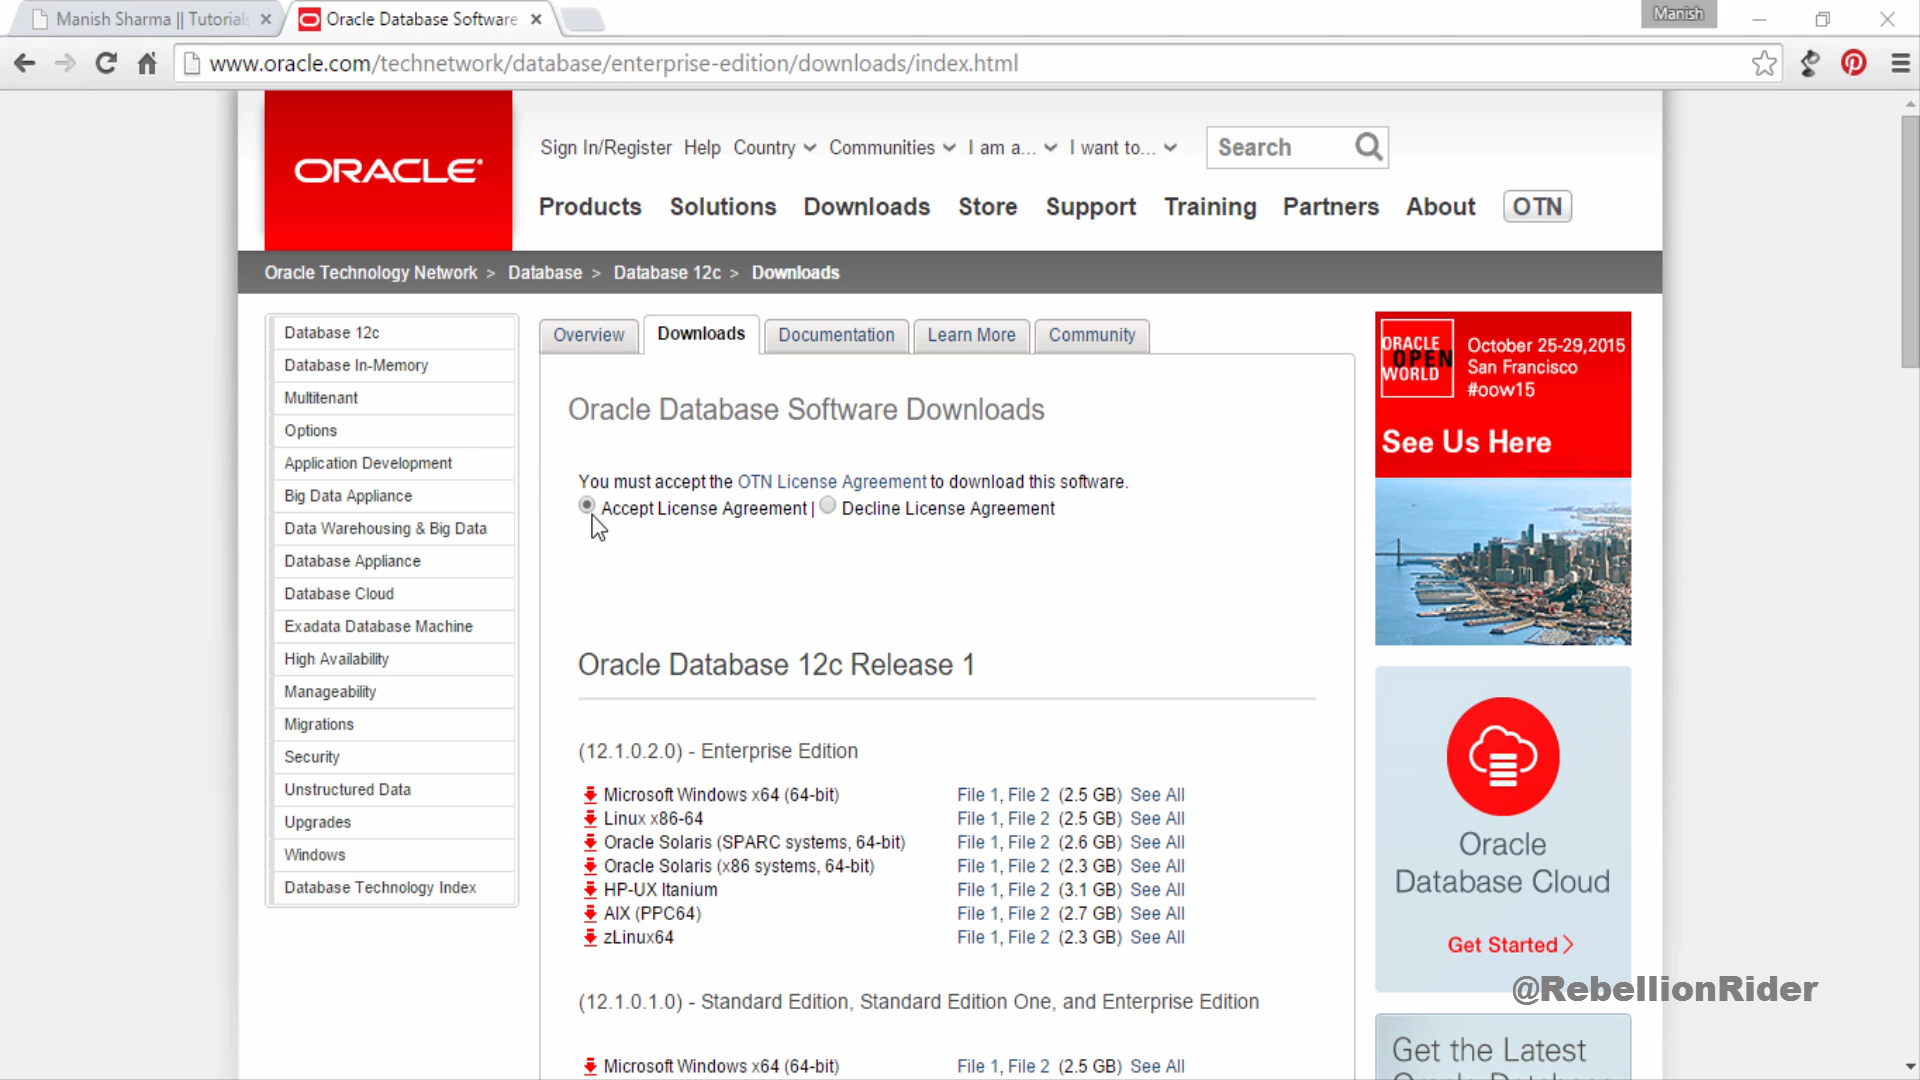 Manish Sharma || Tutorial
Oracle Database Software
Manish
www.oracle.com/technetwork/database/enterprise-edition/downloads/index.html
ORACLE
Sign In/Register Help Country Communities I am a... I want to... Search
Products Solutions Downloads Store Support Training Partners About OTN
Oracle Technology Network > Database > Database 12c > Downloads
Database 12c
Database In-Memory
Multitenant
Options
Application Development
Big Data Appliance
Data Warehousing & Big Data
Database Appliance
Database Cloud
Exadata Database Machine
High Availability
Manageability
Migrations
Security
Unstructured Data
Upgrades
Windows
Database Technology Index
Overview Downloads Documentation Learn More Community
Oracle Database Software Downloads
You must accept the OTN License Agreement to download this software.
Accept License Agreement | Decline License Agreement
Oracle Database 12c Release 1
(12.1.0.2.0) - Enterprise Edition
Microsoft Windows x64 (64-bit) File 1, File 2 (2.5 GB) See All
Linux x86-64 File 1, File 2 (2.5 GB) See All
Oracle Solaris (SPARC systems, 64-bit) File 1, File 2 (2.6 GB) See All
Oracle Solaris (x86 systems, 64-bit) File 1, File 2 (2.3 GB) See All
HP-UX Itanium File 1, File 2 (3.1 GB) See All
AIX (PPC64) File 1, File 2 (2.7 GB) See All
zLinux64 File 1, File 2 (2.3 GB) See All
(12.1.0.1.0) - Standard Edition, Standard Edition One, and Enterprise Edition
Microsoft Windows x64 (64-bit) File 1, File 2 (2.5 GB) See All
ORACLE
OPEN
WORLD
October 25-29,2015
San Francisco
#oow15
See Us Here
Oracle
Database Cloud
Get Started
@RebellionRider
Get the Latest
Oracle Database